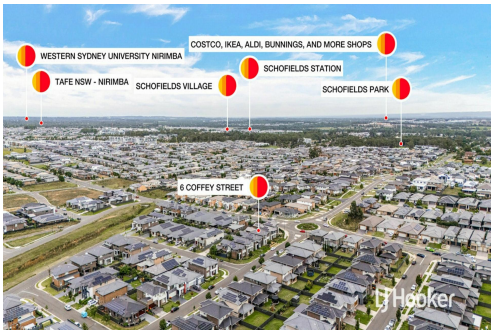 COSTCO, IKEA, ALDI, BUNNINGS, AND MORE SHOPS
WESTERN SYDNEY UNIVERSITY NIRIMBA
SCHOFIELDS STATION
TAFE NSW - NIRIMBA
SCHOFIELDS VILLAGE
SCHOFIELDS PARK
6 COFFEY STREET
LJ Hooker